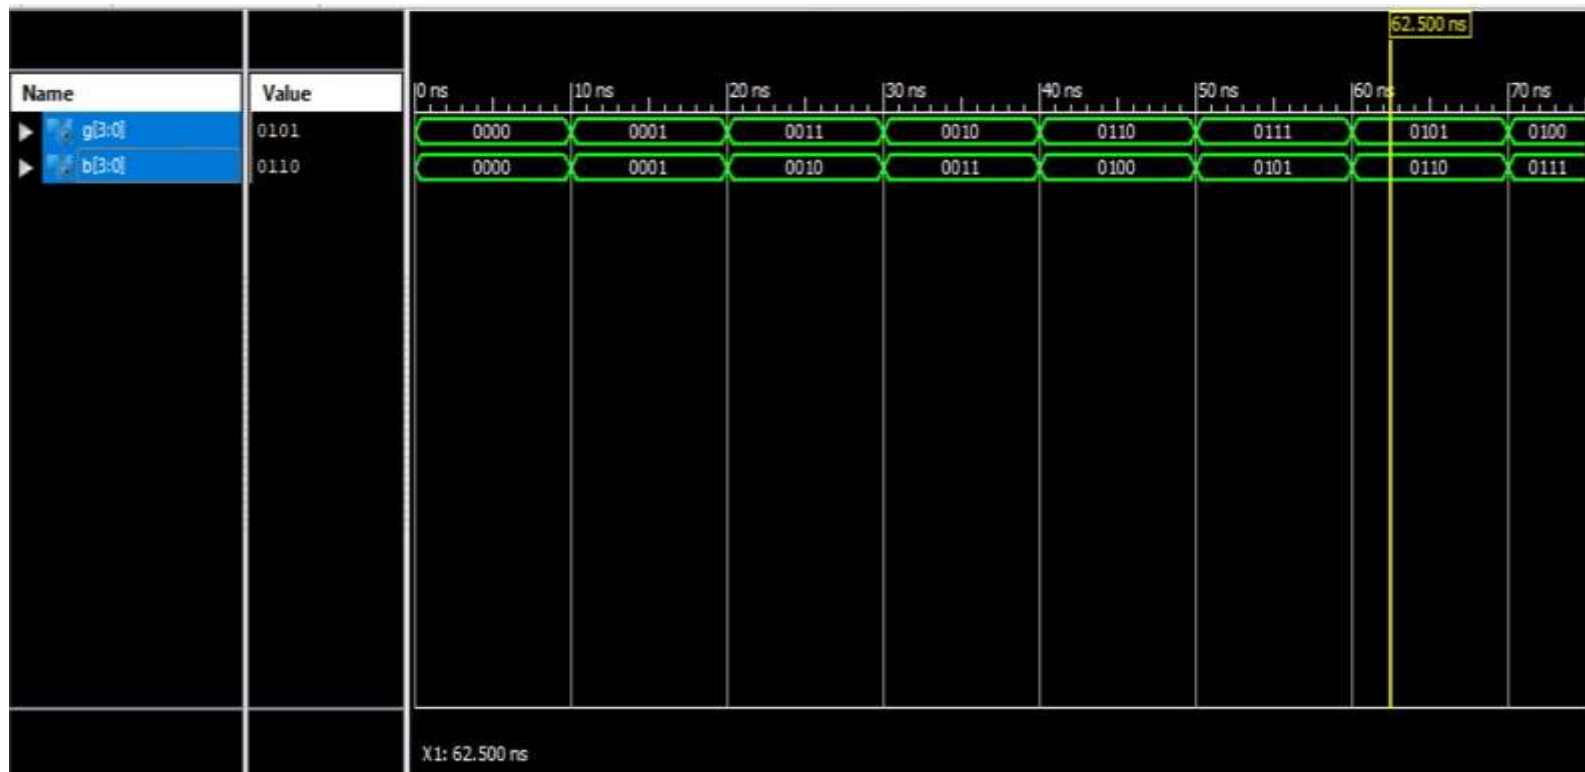 62.500 ns
Name Value 0 ns 10 ns 20 ns 30 ns 40 ns 50 ns 60 ns 70 ns
g[3:0] 0101 0000 0001 0011 0010 0110 0111 0101 0100
b[3:0] 0110 0000 0001 0010 0011 0100 0101 0110 0111
X1: 62.500 ns